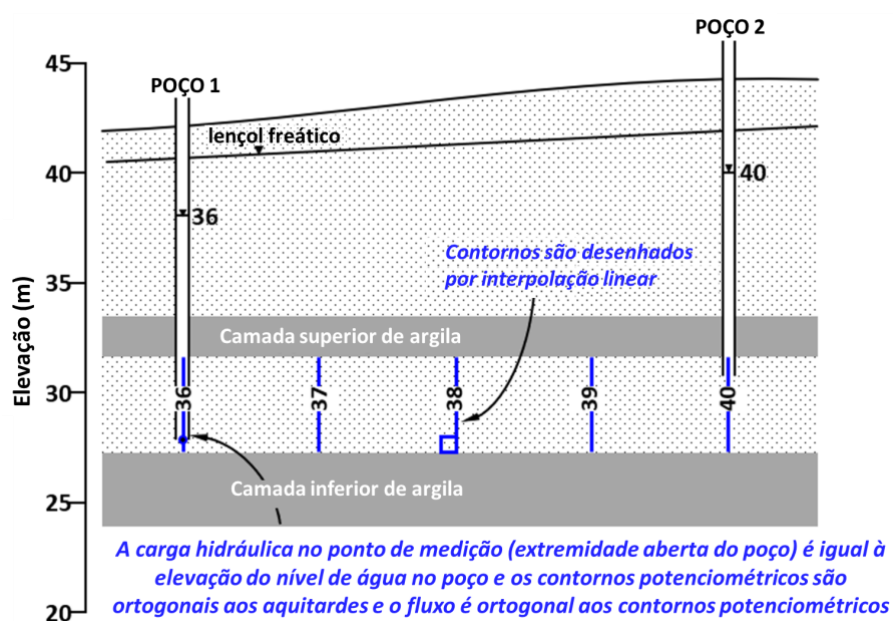 POÇO 2
45
POÇO 1
lençol freático
40
40
36
Contornos são desenhados
por interpolação linear
35
Elevação (m)
Camada superior de argila
30
36
37
38
39
40
Camada inferior de argila
25
A carga hidráulica no ponto de medição (extremidade aberta do poço) é igual à
elevação do nível de água no poço e os contornos potenciométricos são
ortogonais aos aquitardes e o fluxo é ortogonal aos contornos potenciométricos
20